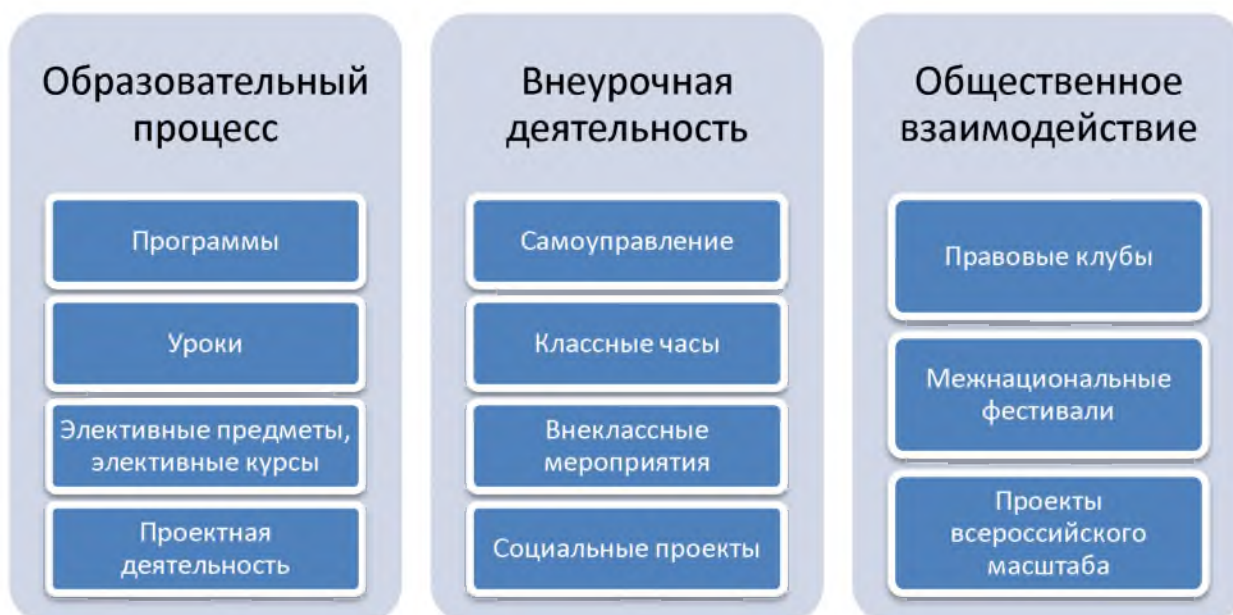 Образовательный
процесс
Программы
Уроки
Элективные предметы,
элективные курсы
Проектная
деятельность
Внеурочная
деятельность
Самоуправление
Классные часы
Внеклассные
мероприятия
Социальные проекты
Общественное
взаимодействие
Правовые клубы
Межнациональные
фестивали
Проекты
всероссийского
масштаба